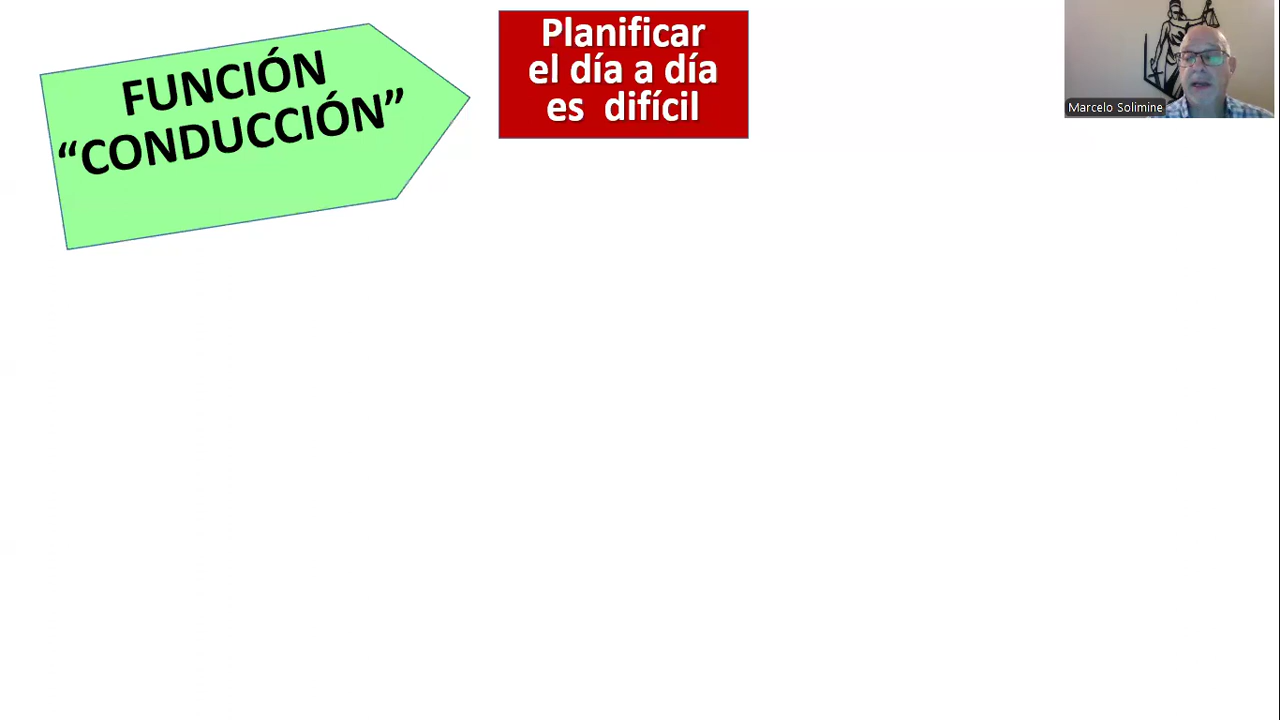 FUNCIÓN
“CONDUCCIÓN”
Planificar
el día a día
es difícil
Marcelo Solimine